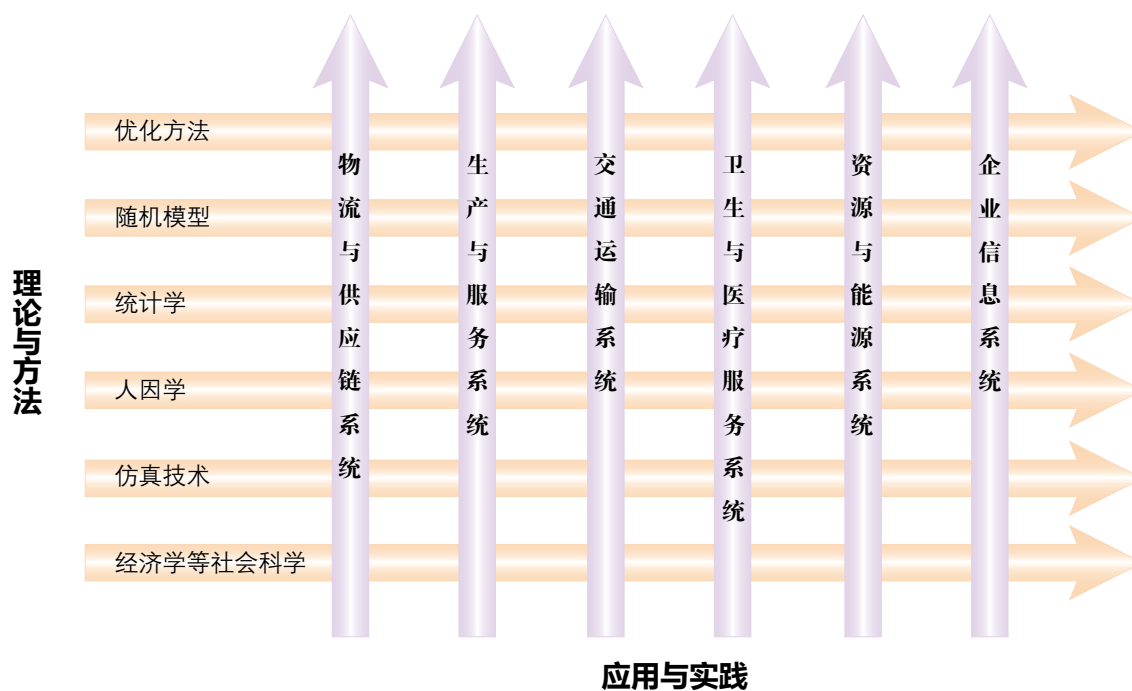 理论与方法
优化方法
随机模型
统计学
人因学
仿真技术
经济学等社会科学
物流与供应链系统
生产与服务系统
交通运输系统
卫生与医疗服务系统
资源与能源系统
企业信息系统
应用与实践